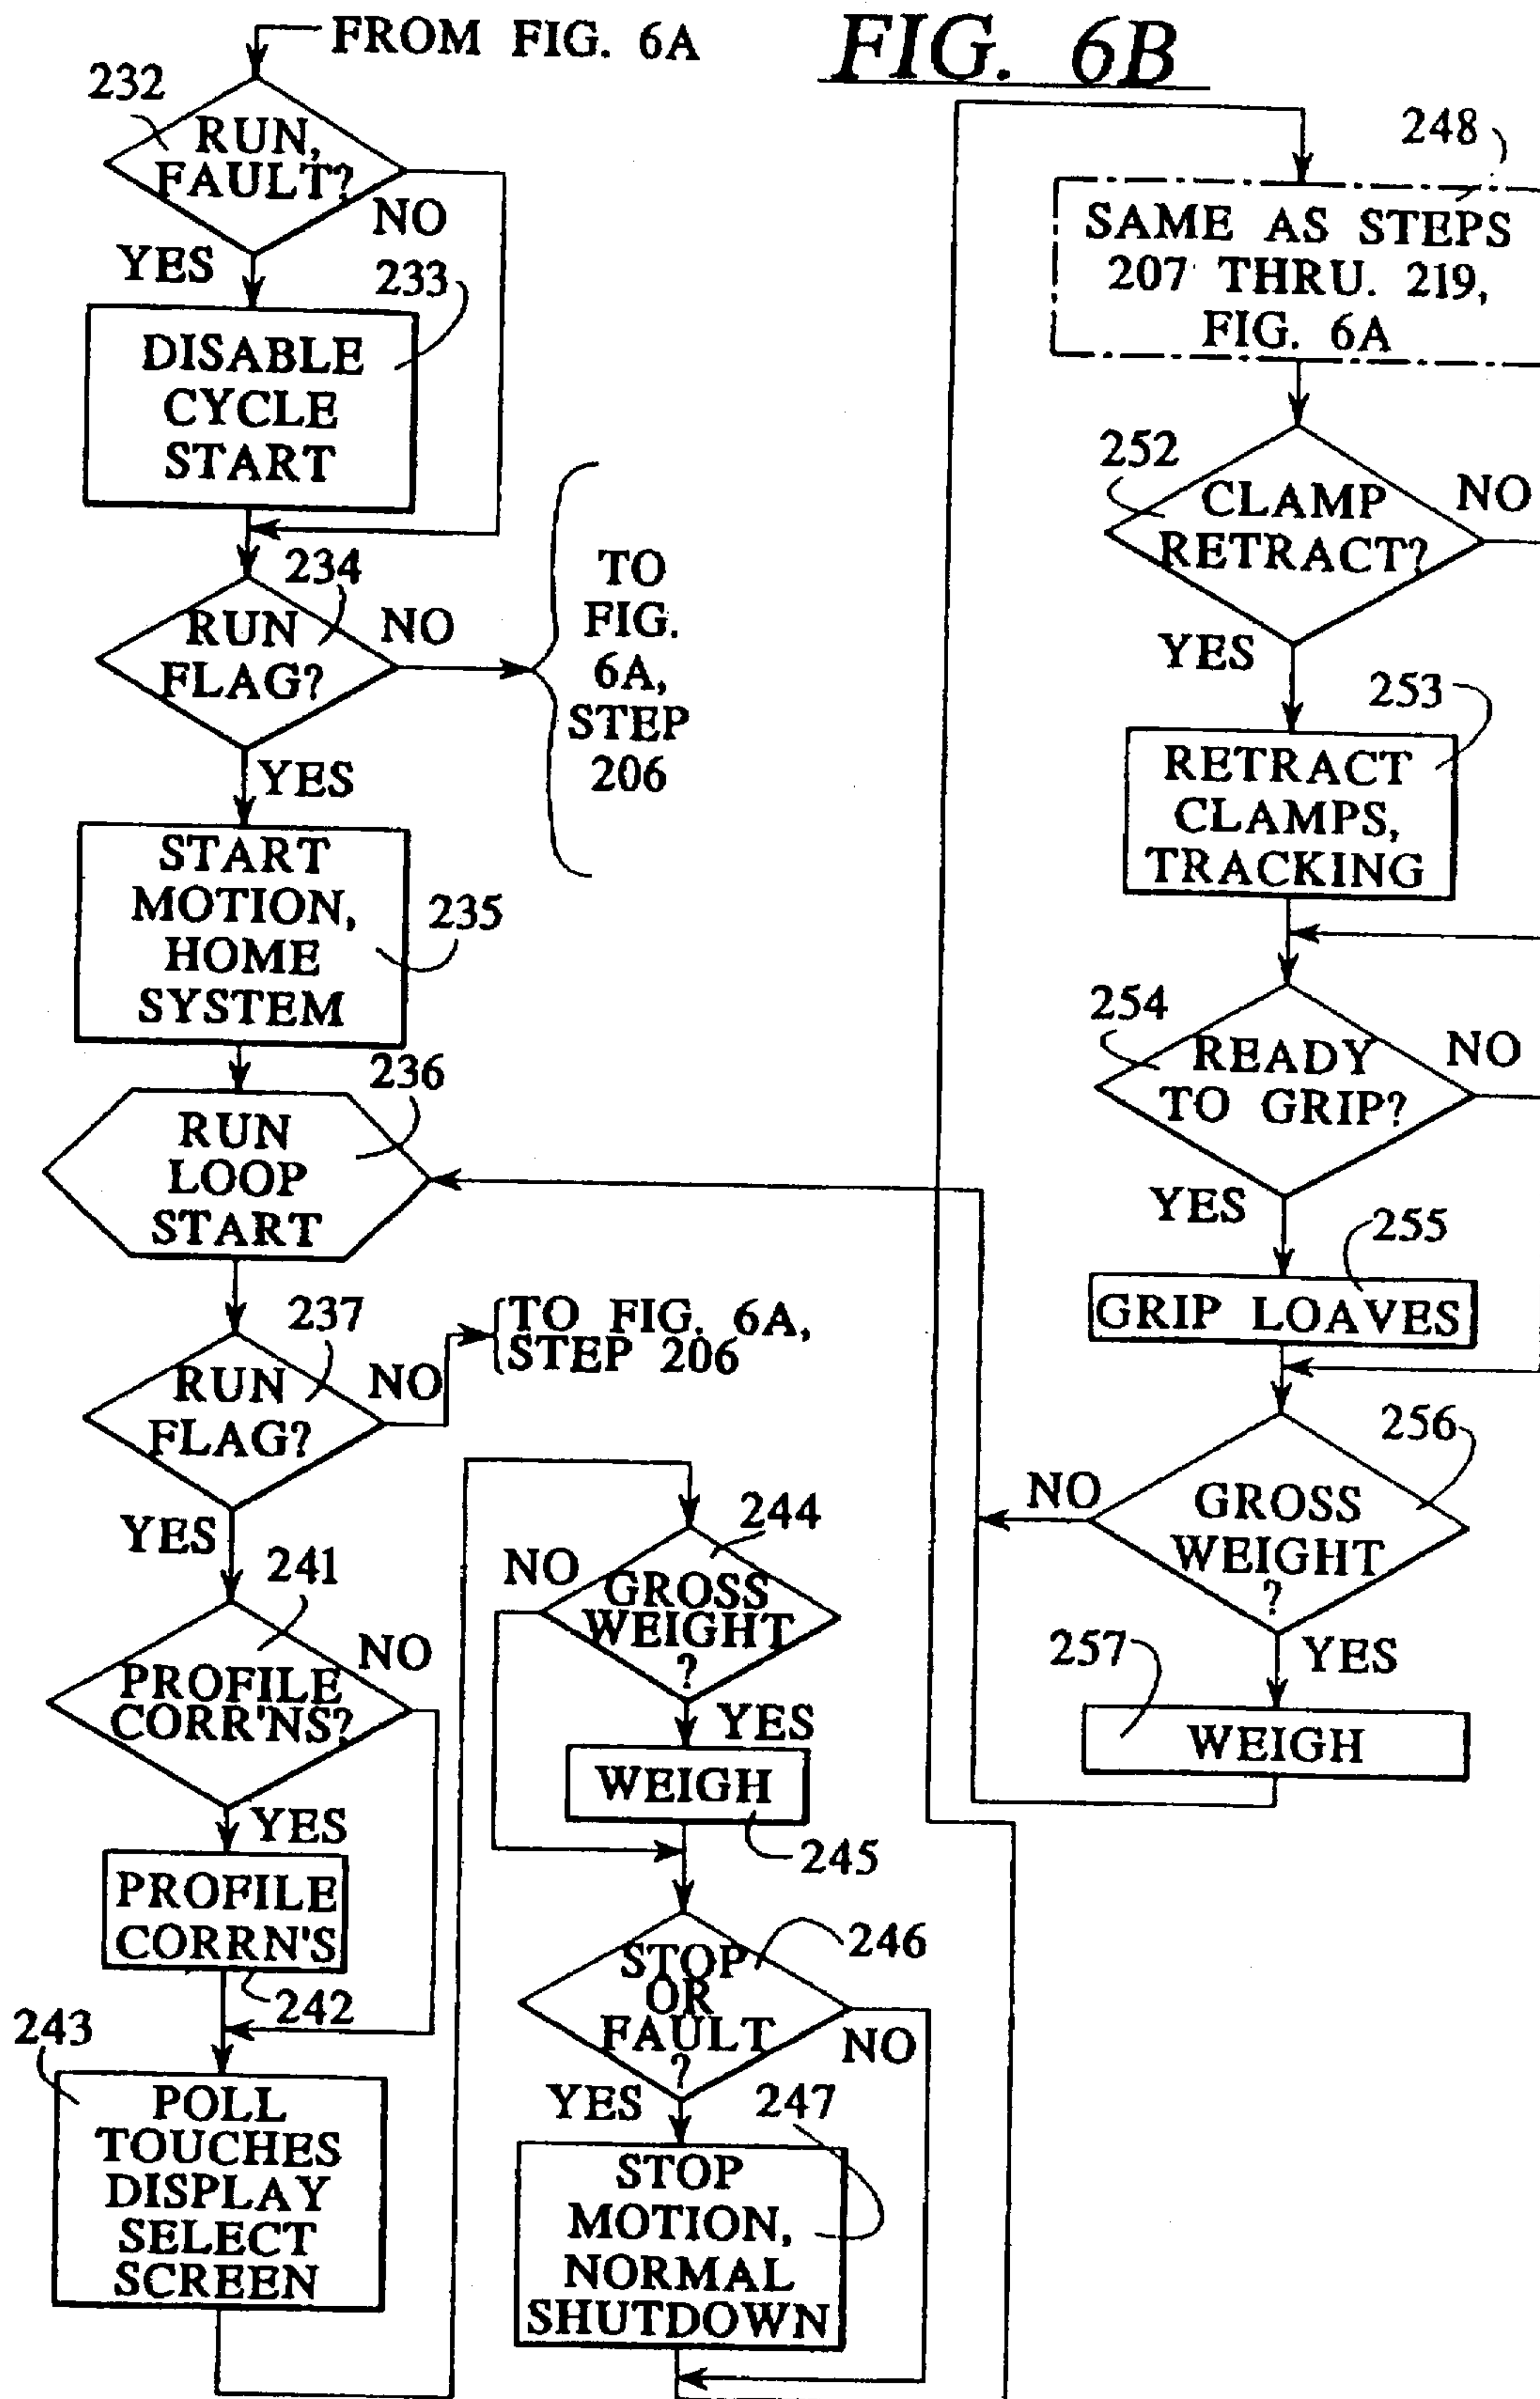 FROM FIG. 6A
FIG. 6B
232
RUN,
FAULT?
NO
YES
233
DISABLE
CYCLE
START
234
RUN
FLAG?
NO
TO
FIG.
6A,
STEP
206
YES
START
MOTION,
HOME
SYSTEM
235
236
RUN
LOOP
START
237
RUN
FLAG?
NO
TO FIG. 6A,
STEP 206
YES
241
PROFILE
CORR'NS?
NO
YES
PROFILE
CORRN'S
242
243
POLL
TOUCHES
DISPLAY
SELECT
SCREEN
244
NO
GROSS
WEIGHT
?
YES
WEIGH
245
246
STOP
OR
FAULT
?
NO
YES
247
STOP
MOTION,
NORMAL
SHUTDOWN
248
SAME AS STEPS
207 THRU. 219,
FIG. 6A
252
CLAMP
RETRACT?
NO
YES
253
RETRACT
CLAMPS,
TRACKING
254
READY
TO GRIP?
NO
YES
255
GRIP LOAVES
256
NO
GROSS
WEIGHT
?
YES
257
WEIGH